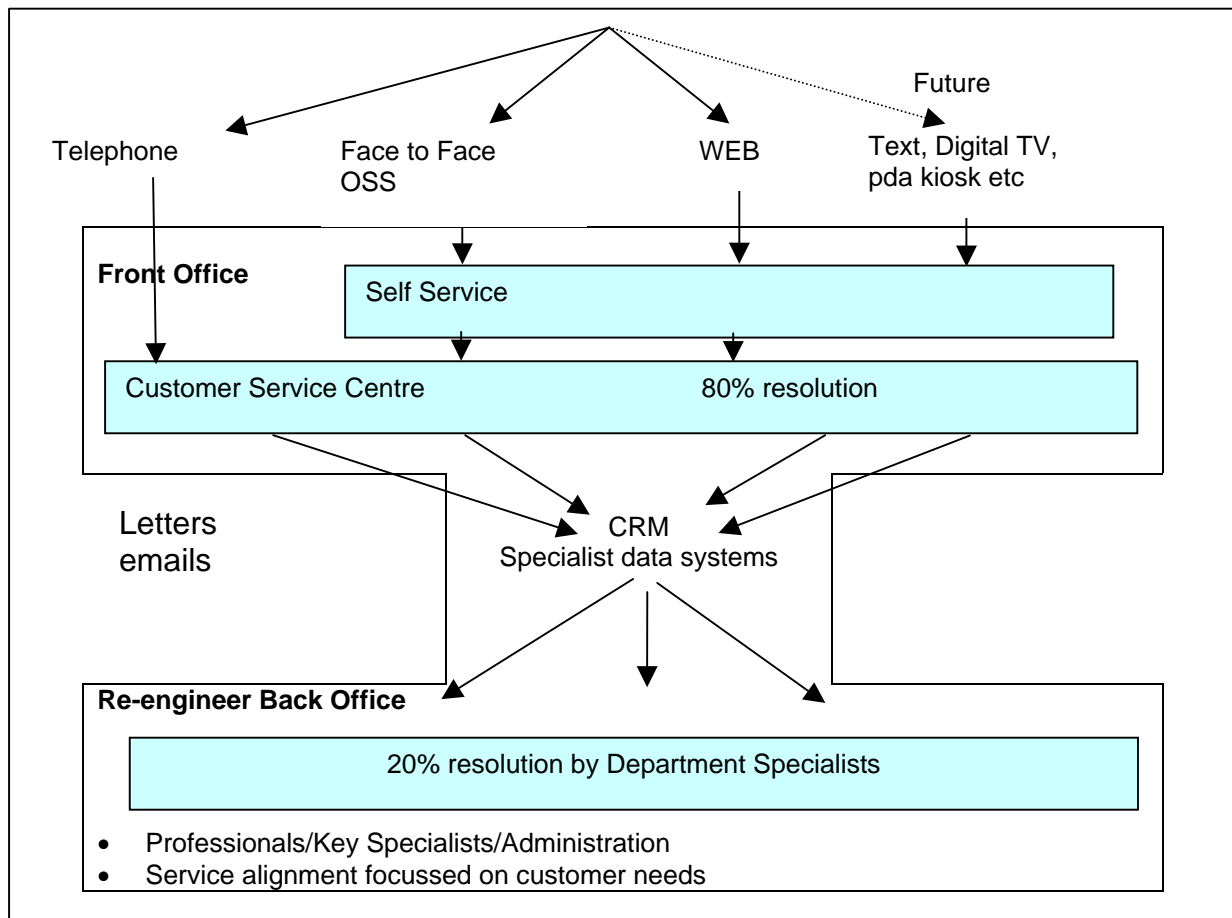 Future
Telephone
Face to Face
OSS
WEB
Text, Digital TV,
pda kiosk etc
Front Office
Self Service
Customer Service Centre 80% resolution
Letters
emails
CRM
Specialist data systems
Re-engineer Back Office
20% resolution by Department Specialists
• Professionals/Key Specialists/Administration
• Service alignment focussed on customer needs